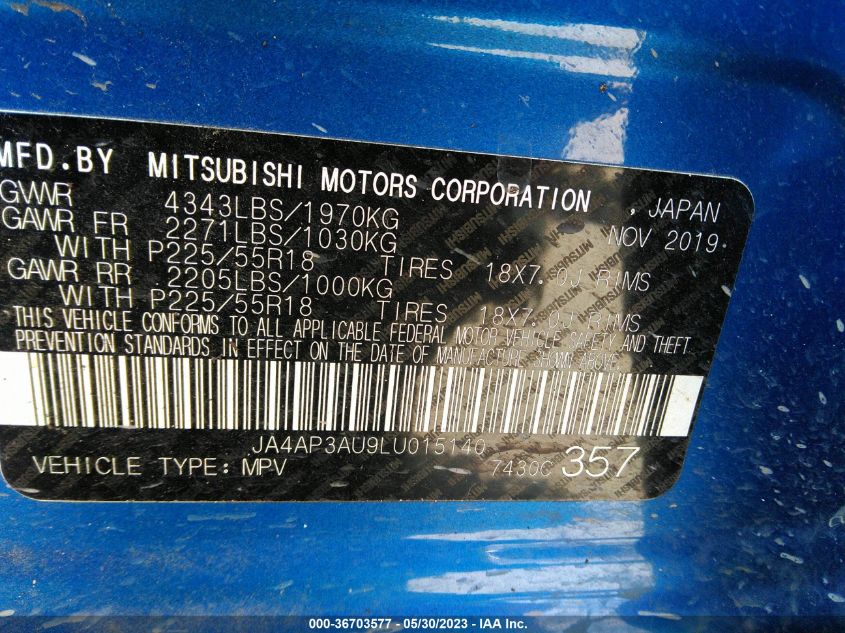 MFD.BY MITSUBISHI MOTORS CORPORATION , JAPAN
GVWR 4343LBS/1970KG NOV 2019
GAWR FR 2271LBS/1030KG
WITH P225/55R18 TIRES 18X7.0J RIMS
GAWR RR 2205LBS/1000KG
WITH P225/55R18 TIRES 18X7.0J RIMS
THIS VEHICLE CONFORMS TO ALL APPLICABLE FEDERAL MOTOR VEHICLE SAFETY AND THEFT
PREVENTION STANDARDS IN EFFECT ON THE DATE OF MANUFACTURE SHOWN ABOVE
JA4AP3AU9LU015140
VEHICLE TYPE: MPV 7430C 357
000-36703577 — 05/30/2023 — IAA Inc.